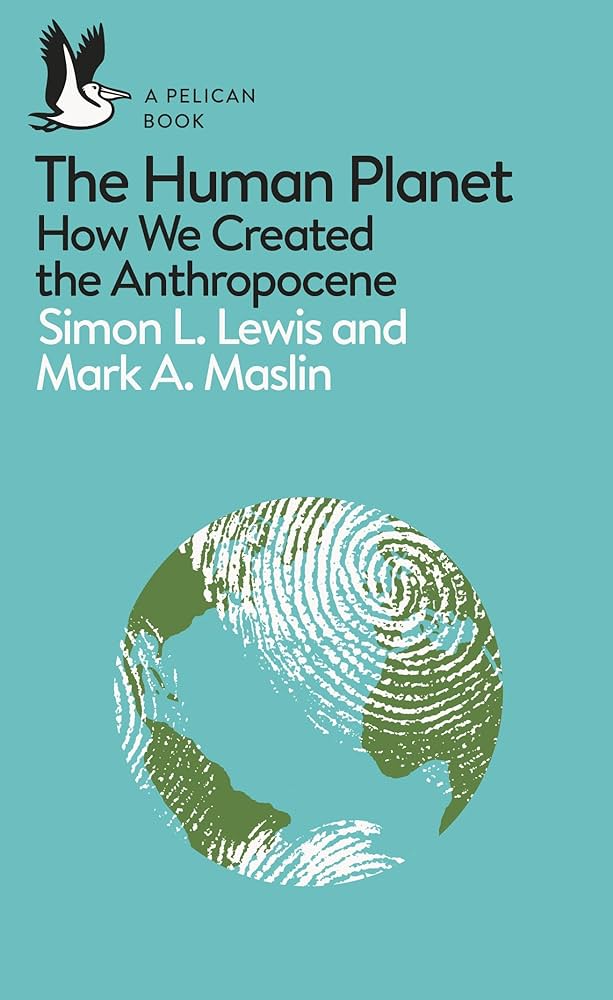 A PELICAN
BOOK
The Human Planet
How We Created
the Anthropocene
Simon L. Lewis and
Mark A. Maslin